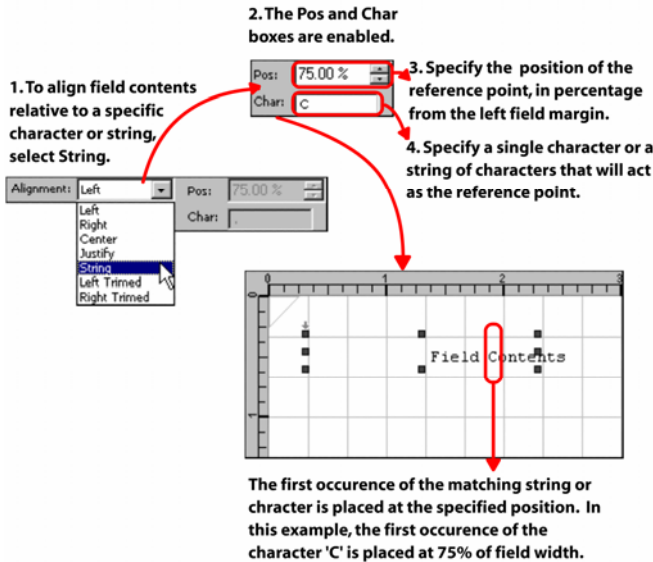 2. The Pos and Char
boxes are enabled.
Pos: 75.00 %
Char: C
3. Specify the position of the
reference point, in percentage
from the left field margin.
4. Specify a single character or a
string of characters that will act
as the reference point.
1. To align field contents
relative to a specific
character or string,
select String.
Alignment: Left
Pos: 75.00 %
Char: .
Left
Right
Center
Justify
String
Left Trimed
Right Trimed
0 1 2 3
Field Contents
1
The first occurence of the matching string or
chracter is placed at the specified position. In
this example, the first occurence of the
character 'C' is placed at 75% of field width.